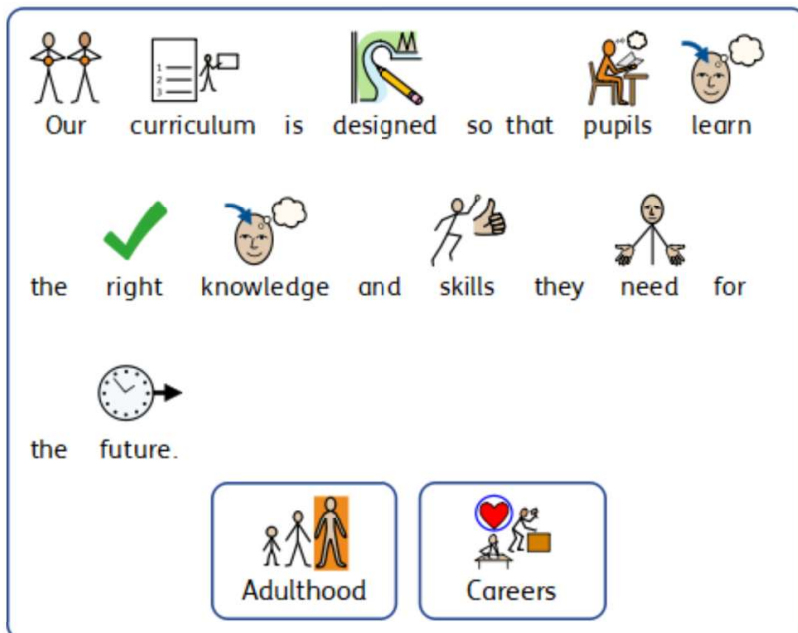 Our curriculum is designed so that pupils learn
the right knowledge and skills they need for
the future.
Adulthood
Careers